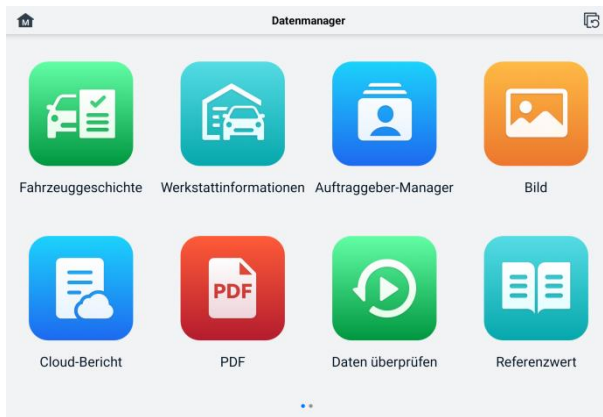 M
Datenmanager
Fahrzeuggeschichte
Werkstattinformationen
Auftraggeber-Manager
Bild
PDF
Cloud-Bericht
PDF
Daten überprüfen
Referenzwert